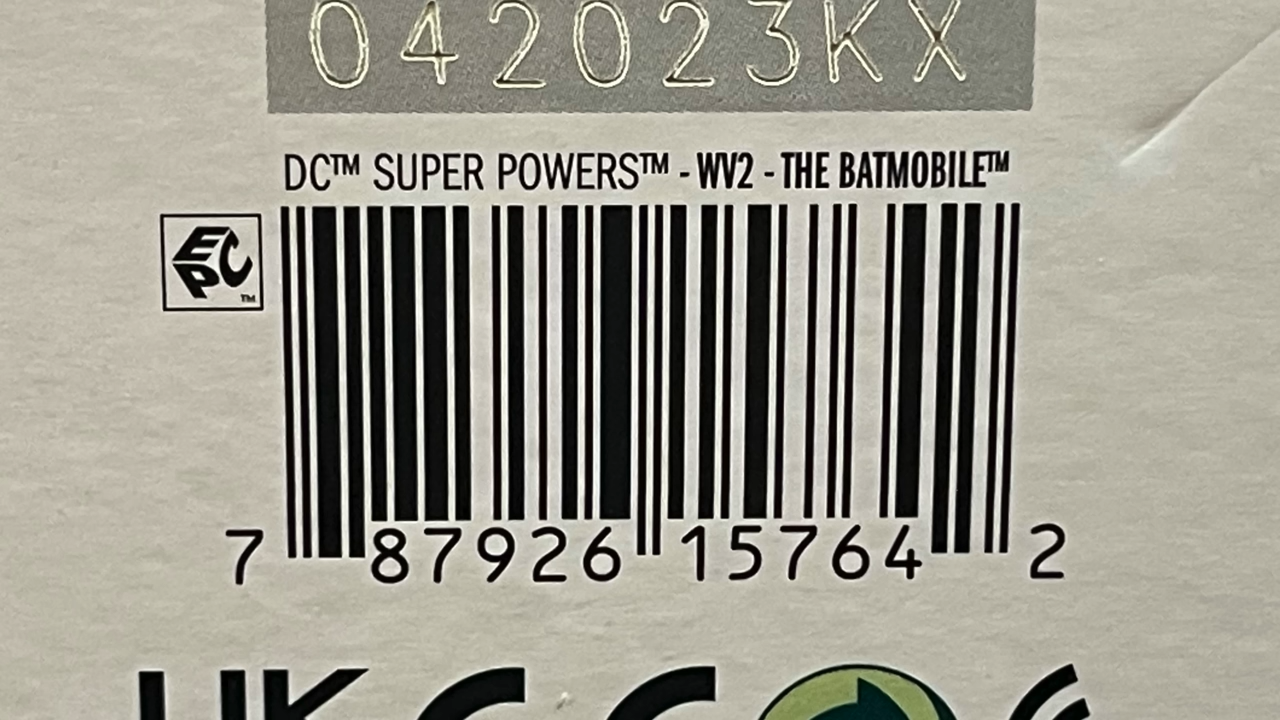 042023KX
DC™ SUPER POWERS™ - WV2 - THE BATMOBILE™
EPC™
7 87926 15764 2
UK